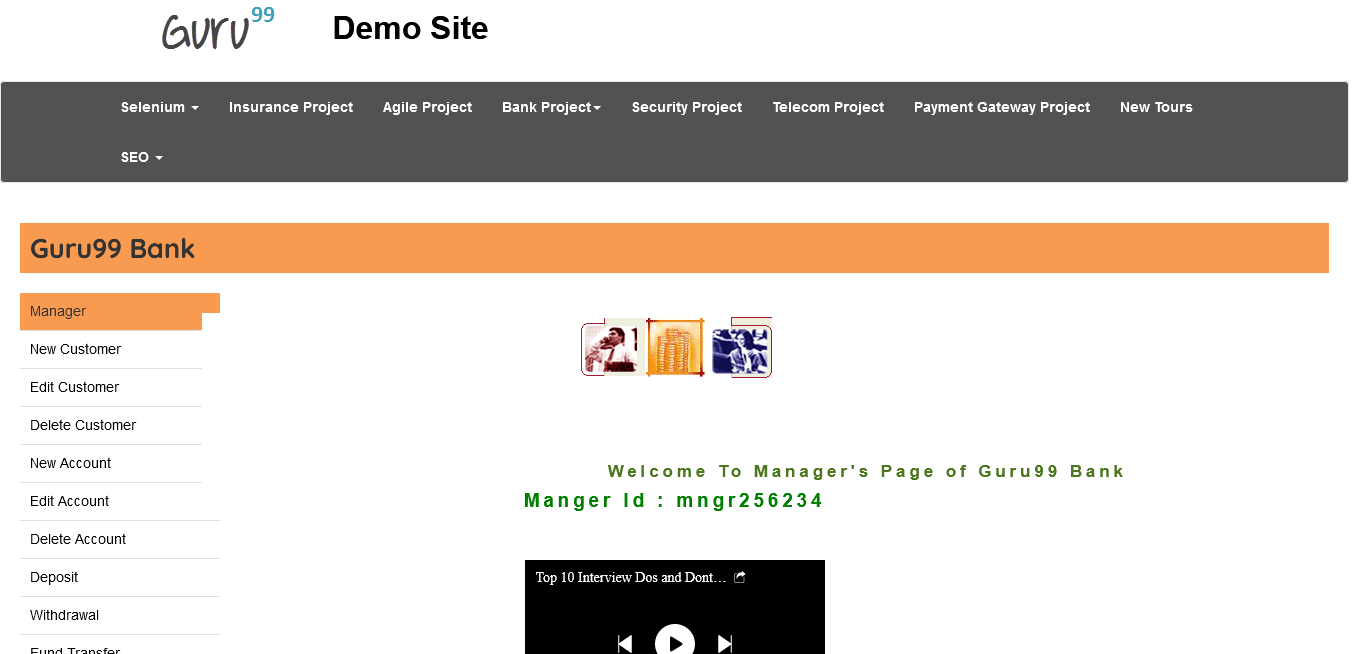 Guru99
Demo Site
Selenium
Insurance Project
Agile Project
Bank Project
Security Project
Telecom Project
Payment Gateway Project
New Tours
SEO
Guru99 Bank
Manager
New Customer
Edit Customer
Delete Customer
New Account
Edit Account
Delete Account
Deposit
Withdrawal
Fund Transfer
Welcome To Manager's Page of Guru99 Bank
Manger Id : mngr256234
Top 10 Interview Dos and Dont…